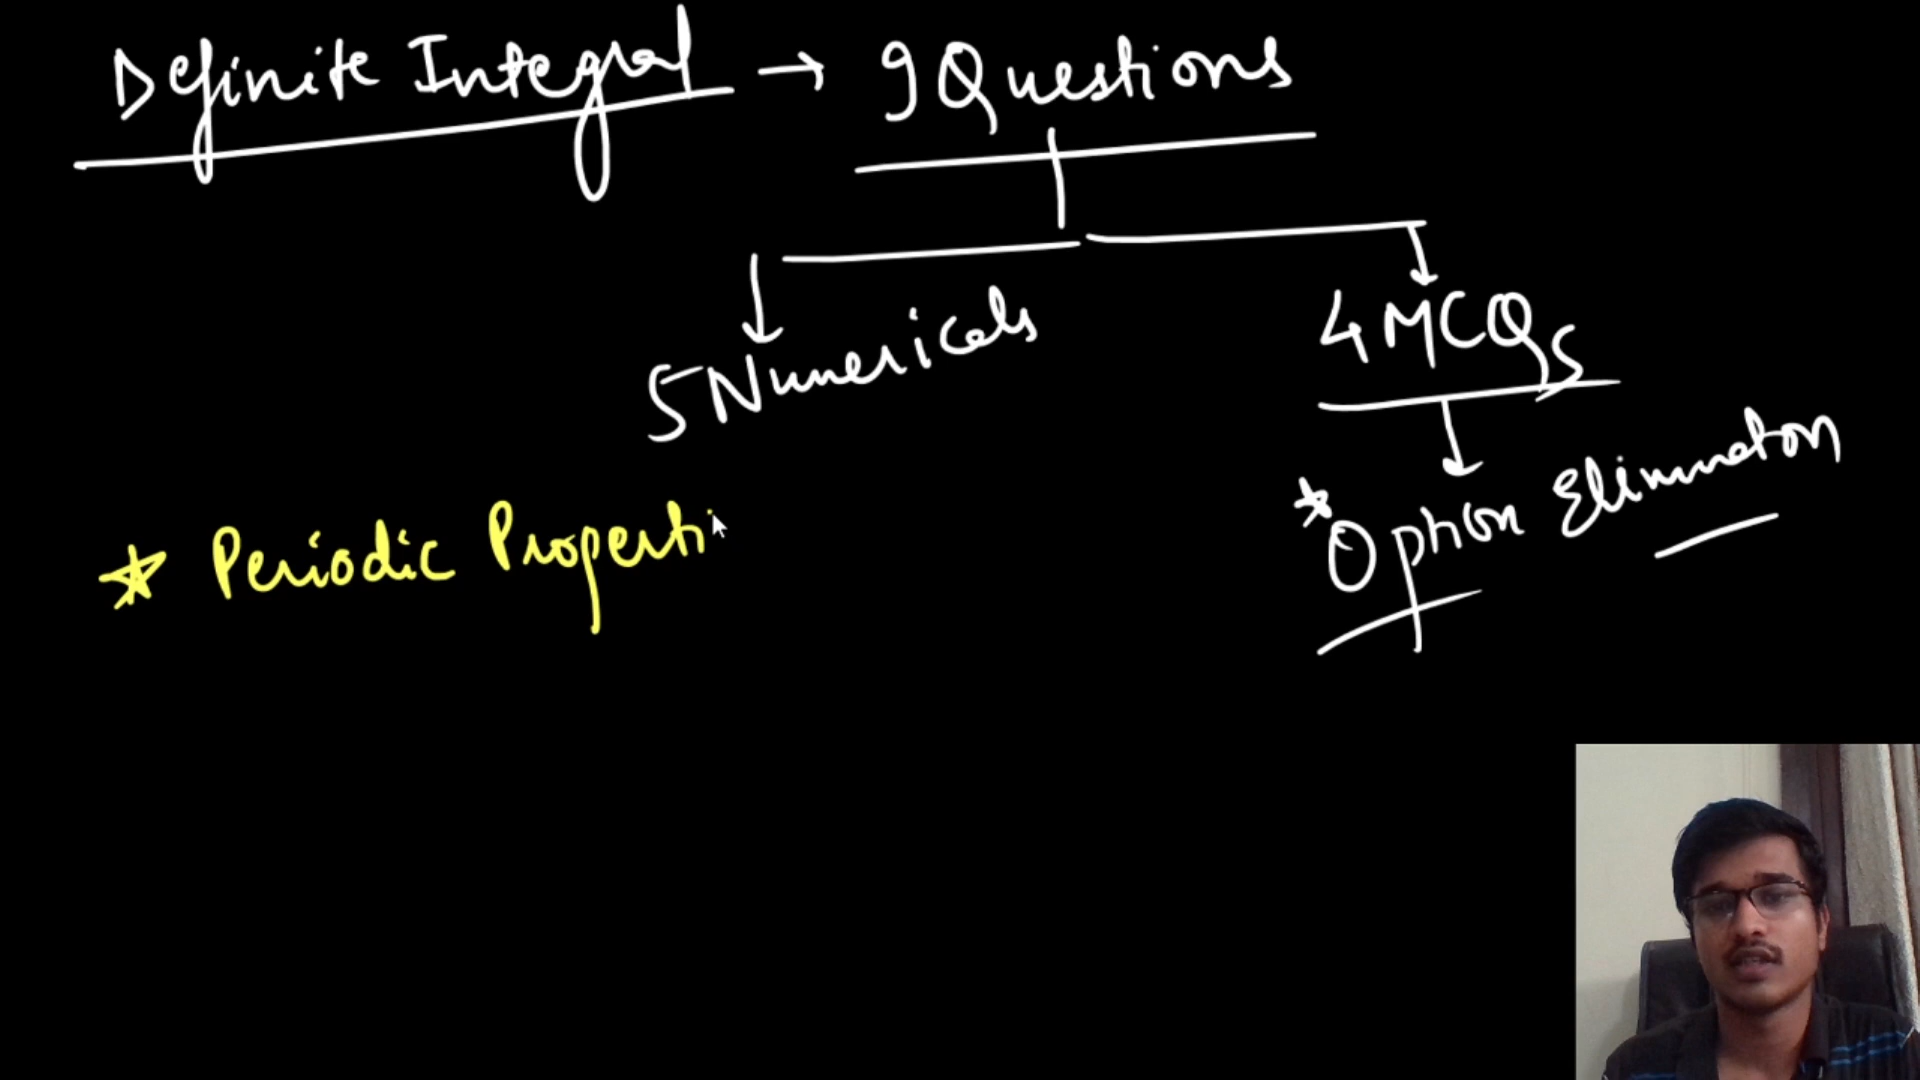 Definite Integral → 9 Questions
5 Numericals
4 MCQs
* Option Elimination
* Periodic Properti